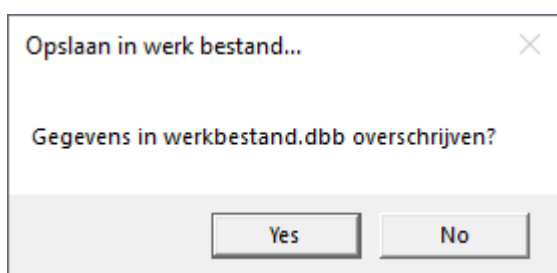 Opslaan in werk bestand...
Gegevens in werkbestand.dbb overschrijven?
Yes
No